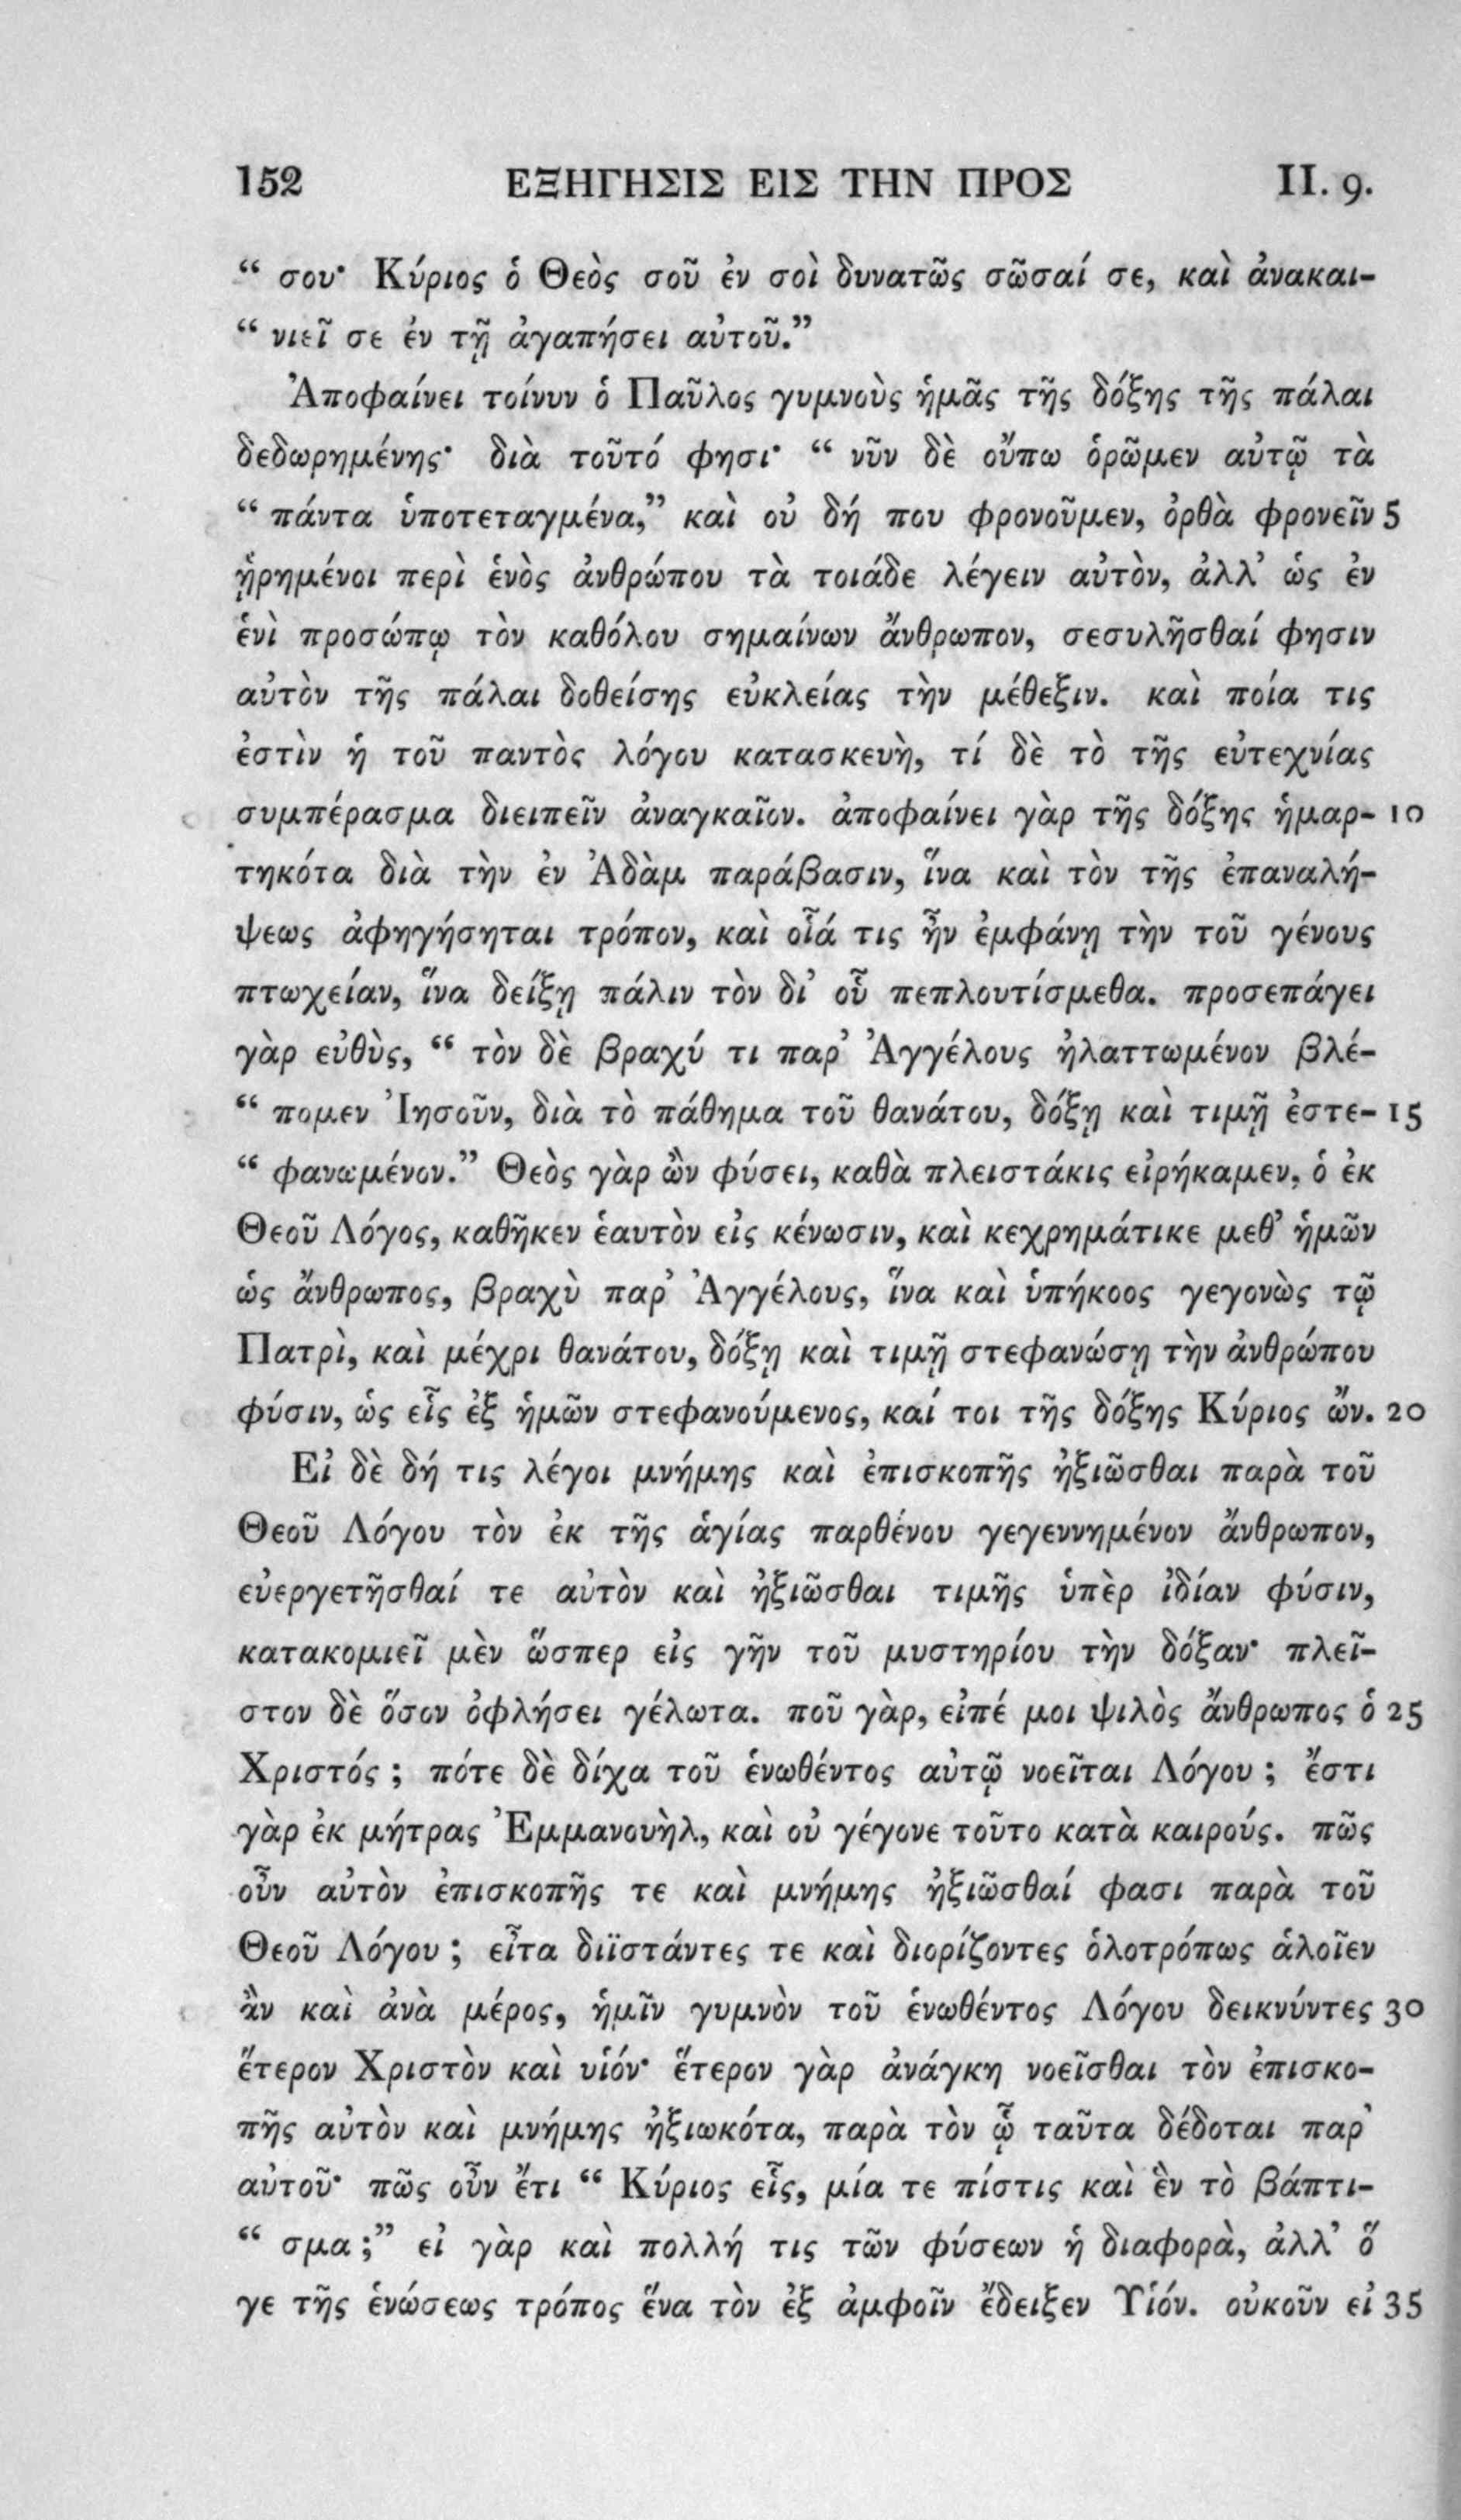 152 ΕΞΗΓΗΣΙΣ ΕΙΣ ΤΗΝ ΠΡΟΣ II. 9.
“ σου· Κύριος ὁ Θεὸς σοῦ ἐν σοὶ δυνατῶς σῶσαί σε, καὶ ἀνακαι-
“ νιεῖ σε ἐν τῇ ἀγαπήσει αὐτοῦ.”
Ἀποφαίνει τοίνυν ὁ Παῦλος γυμνοὺς ἡμᾶς τῆς δόξης τῆς πάλαι
δεδωρημένης· διὰ τοῦτό φησι· “ νῦν δὲ οὔπω ὁρῶμεν αὐτῷ τὰ
“ πάντα ὑποτεταγμένα,” καὶ οὐ δή που φρονοῦμεν, ὀρθὰ φρονεῖν 5
ᾑρημένοι περὶ ἑνὸς ἀνθρώπου τὰ τοιάδε λέγειν αὐτὸν, ἀλλ’ ὡς ἐν
ἑνὶ προσώπῳ τὸν καθόλου σημαίνων ἄνθρωπον, σεσυλῆσθαί φησιν
αὐτὸν τῆς πάλαι δοθείσης εὐκλείας τὴν μέθεξιν. καὶ ποία τις
ἐστὶν ἡ τοῦ παντὸς λόγου κατασκευὴ, τί δὲ τὸ τῆς εὐτεχνίας
συμπέρασμα διειπεῖν ἀναγκαῖον. ἀποφαίνει γὰρ τῆς δόξης ἡμαρ- 10
τηκότα διὰ τὴν ἐν Ἀδὰμ παράβασιν, ἵνα καὶ τὸν τῆς ἐπαναλή-
ψεως ἀφηγήσηται τρόπον, καὶ οἷά τις ἦν ἐμφάνῃ τὴν τοῦ γένους
πτωχείαν, ἵνα δείξῃ πάλιν τὸν δι’ οὗ πεπλουτίσμεθα. προσεπάγει
γὰρ εὐθὺς, “ τὸν δὲ βραχύ τι παρ’ Ἀγγέλους ἠλαττωμένον βλέ-
“ πομεν Ἰησοῦν, διὰ τὸ πάθημα τοῦ θανάτου, δόξῃ καὶ τιμῇ ἐστε- 15
“ φανωμένον.” Θεὸς γὰρ ὢν φύσει, καθὰ πλειστάκις εἰρήκαμεν, ὁ ἐκ
Θεοῦ Λόγος, καθῆκεν ἑαυτὸν εἰς κένωσιν, καὶ κεχρημάτικε μεθ’ ἡμῶν
ὡς ἄνθρωπος, βραχὺ παρ’ Ἀγγέλους, ἵνα καὶ ὑπήκοος γεγονὼς τῷ
Πατρὶ, καὶ μέχρι θανάτου, δόξῃ καὶ τιμῇ στεφανώσῃ τὴν ἀνθρώπου
φύσιν, ὡς εἷς ἐξ ἡμῶν στεφανούμενος, καί τοι τῆς δόξης Κύριος ὤν. 20
Εἰ δὲ δή τις λέγοι μνήμης καὶ ἐπισκοπῆς ἠξιῶσθαι παρὰ τοῦ
Θεοῦ Λόγου τὸν ἐκ τῆς ἁγίας παρθένου γεγεννημένον ἄνθρωπον,
εὐεργετῆσθαί τε αὐτὸν καὶ ἠξιῶσθαι τιμῆς ὑπὲρ ἰδίαν φύσιν,
κατακομιεῖ μὲν ὥσπερ εἰς γῆν τοῦ μυστηρίου τὴν δόξαν· πλεῖ-
στον δὲ ὅσον ὀφλήσει γέλωτα. ποῦ γὰρ, εἰπέ μοι ψιλὸς ἄνθρωπος ὁ 25
Χριστός ; πότε δὲ δίχα τοῦ ἑνωθέντος αὐτῷ νοεῖται Λόγου ; ἔστι
γὰρ ἐκ μήτρας Ἐμμανουὴλ, καὶ οὐ γέγονε τοῦτο κατὰ καιρούς. πῶς
οὖν αὐτὸν ἐπισκοπῆς τε καὶ μνήμης ἠξιῶσθαί φασι παρὰ τοῦ
Θεοῦ Λόγου ; εἶτα διϊστάντες τε καὶ διορίζοντες ὁλοτρόπως ἁλοῖεν
ἂν καὶ ἀνὰ μέρος, ἡμῖν γυμνὸν τοῦ ἑνωθέντος Λόγου δεικνύντες 30
ἕτερον Χριστὸν καὶ υἱόν· ἕτερον γὰρ ἀνάγκη νοεῖσθαι τὸν ἐπισκο-
πῆς αὐτὸν καὶ μνήμης ἠξιωκότα, παρὰ τὸν ᾧ ταῦτα δέδοται παρ’
αὐτοῦ· πῶς οὖν ἔτι “ Κύριος εἷς, μία τε πίστις καὶ ἓν τὸ βάπτι-
“ σμα ;” εἰ γὰρ καὶ πολλή τις τῶν φύσεων ἡ διαφορὰ, ἀλλ’ ὅ
γε τῆς ἑνώσεως τρόπος ἕνα τὸν ἐξ ἀμφοῖν ἔδειξεν Υἱόν. οὐκοῦν εἰ 35